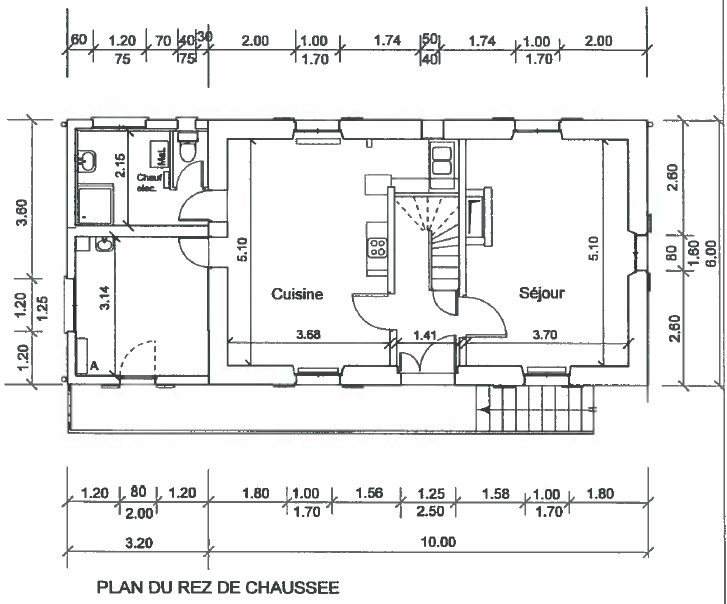 60 1.20 70 40 30 2.00 1.00 1.74 50 1.74 1.00 2.00
75 75 1.70 40 1.70
3.60
1.20
1.25
1.20
2.15
Mal.
Chauf
elec.
3.14
A
5.10
Cuisine
3.68
1.41
5.10
Séjour
3.70
2.60
80
1.60
6.00
2.60
1.20 80 1.20 1.80 1.00 1.56 1.25 1.58 1.00 1.80
2.00 1.70 2.50 1.70
3.20 10.00
PLAN DU REZ DE CHAUSSEE